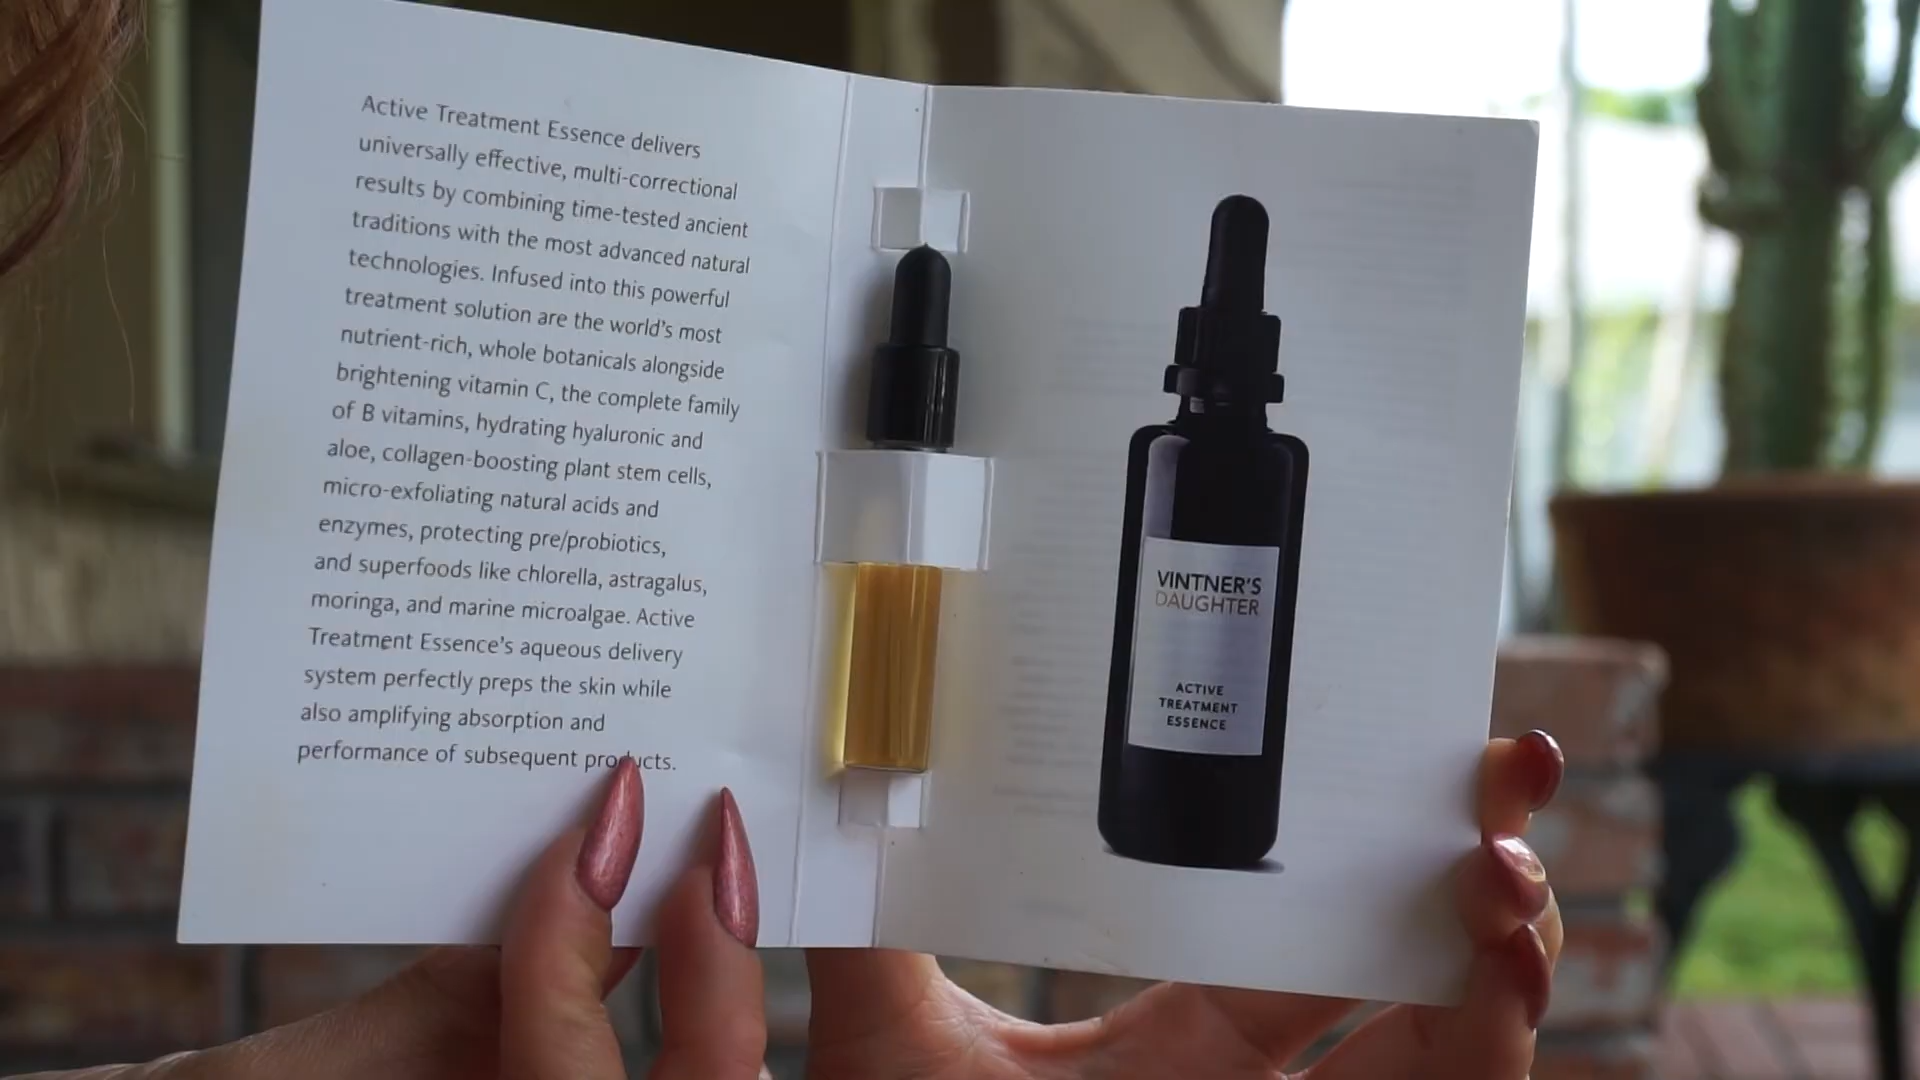 Active Treatment Essence delivers
universally effective, multi-correctional
results by combining time-tested ancient
traditions with the most advanced natural
technologies. Infused into this powerful
treatment solution are the world's most
nutrient-rich, whole botanicals alongside
brightening vitamin C, the complete family
of B vitamins, hydrating hyaluronic and
aloe, collagen-boosting plant stem cells,
micro-exfoliating natural acids and
enzymes, protecting pre/probiotics,
and superfoods like chlorella, astragalus,
moringa, and marine microalgae. Active
Treatment Essence's aqueous delivery
system perfectly preps the skin while
also amplifying absorption and
performance of subsequent products.
VINTNER'S
DAUGHTER
ACTIVE
TREATMENT
ESSENCE